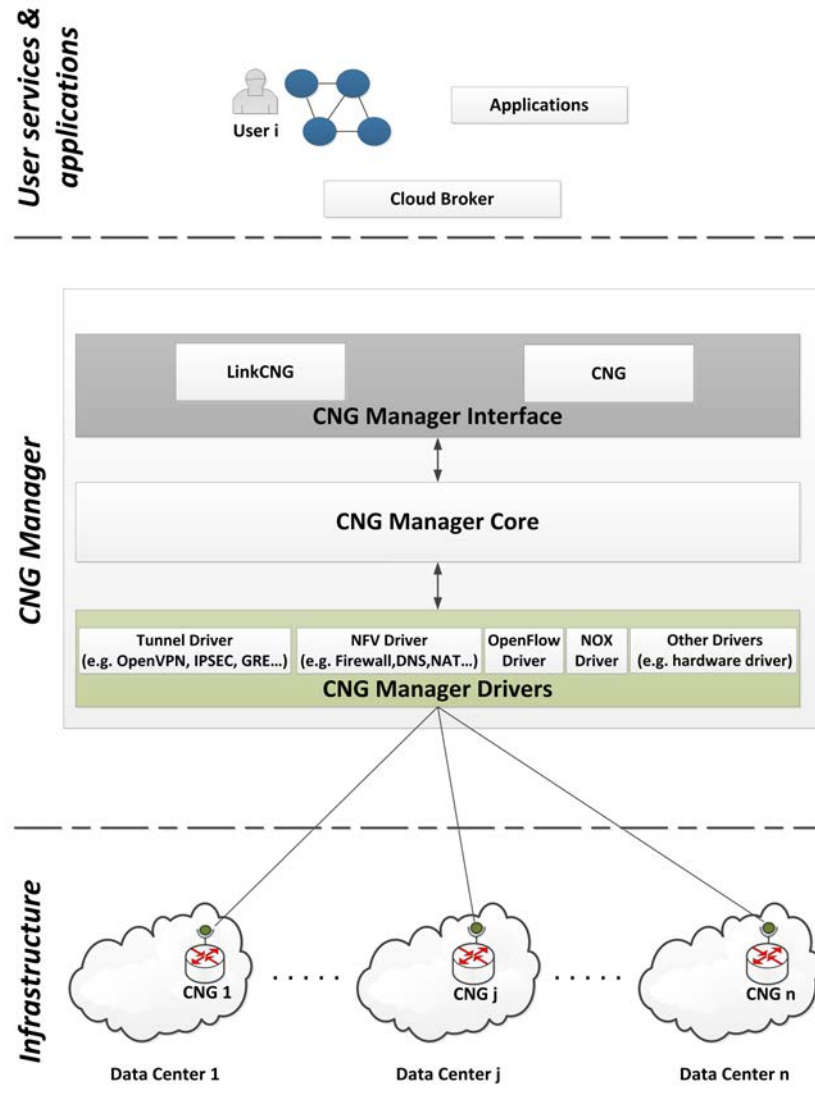 User services &
applications
User i
Applications
Cloud Broker
CNG Manager
LinkCNG
CNG
CNG Manager Interface
CNG Manager Core
Tunnel Driver
(e.g. OpenVPN, IPSEC, GRE...)
NFV Driver
(e.g. Firewall,DNS,NAT...)
OpenFlow
Driver
NOX
Driver
Other Drivers
(e.g. hardware driver)
CNG Manager Drivers
Infrastructure
CNG 1
. . . . .
CNG j
. . . . .
CNG n
Data Center 1
Data Center j
Data Center n